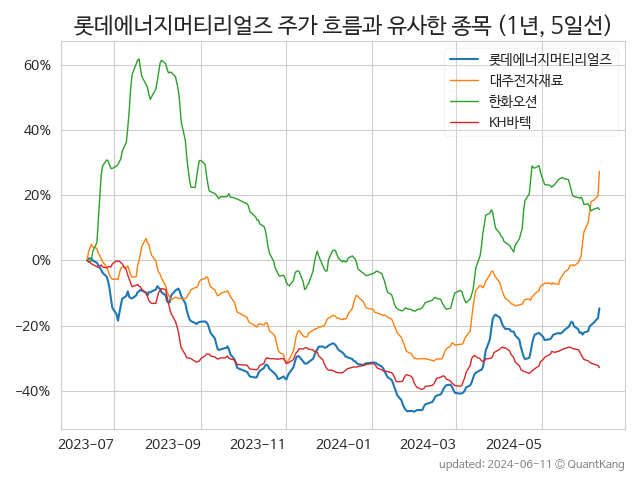 롯데에너지머티리얼즈 주가 흐름과 유사한 종목 (1년, 5일선)
롯데에너지머티리얼즈
대주전자재료
한화오션
KH바텍
60%
40%
20%
0%
−20%
−40%
2023-07
2023-09
2023-11
2024-01
2024-03
2024-05
updated: 2024-06-11 © QuantKang